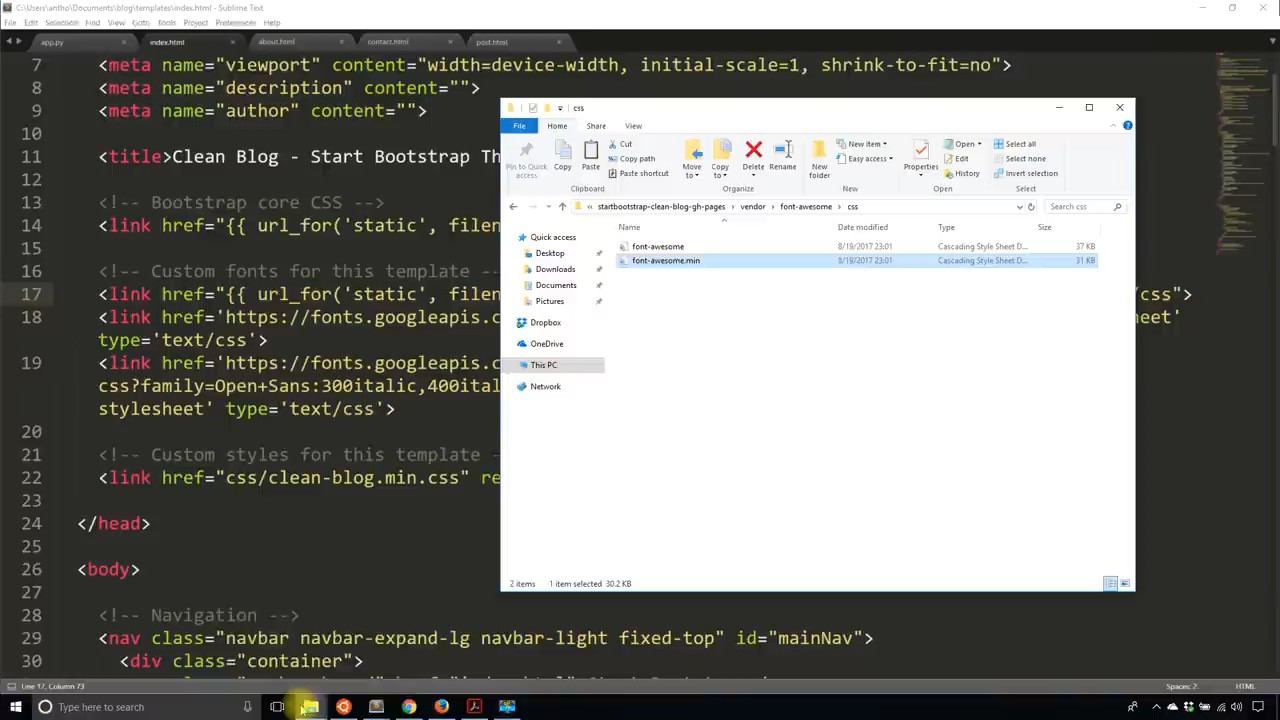 C:\Users\antho\Documents\blog\templates\index.html - Sublime Text
File Edit Selection Find View Goto Tools Project Preferences Help
app.py × index.html × about.html × contact.html × post.html ×
7 <meta name="viewport" content="width=device-width, initial-scale=1, shrink-to-fit=no">
8 <meta name="description" content="">
9 <meta name="author" content="">
10
11 <title>Clean Blog - Start Bootstrap Th
12
13 <!-- Bootstrap core CSS -->
14 <link href="{{ url_for('static', filen
15
16 <!-- Custom fonts for this template --
17 <link href="{{ url_for('static', filen /css">
18 <link href='https://fonts.googleapis.c eet'
type='text/css'>
19 <link href='https://fonts.googleapis.c
css?family=Open+Sans:300italic,400ital
stylesheet' type='text/css'>
20
21 <!-- Custom styles for this template -
22 <link href="css/clean-blog.min.css" re
23
24 </head>
25
26 <body>
27
28 <!-- Navigation -->
29 <nav class="navbar navbar-expand-lg navbar-light fixed-top" id="mainNav">
30 <div class="container">
css
File Home Share View
Pin to Quick access
Copy
Paste
Cut
Copy path
Paste shortcut
Clipboard
Move to
Copy to
Delete
Rename
Organize
New folder
New item
Easy access
New
Properties
Open
Edit
History
Open
Select all
Select none
Invert selection
Select
« startbootstrap-clean-blog-gh-pages › vendor › font-awesome › css
Search css
Name Date modified Type Size
font-awesome 8/19/2017 23:01 Cascading Style Sheet D... 37 KB
font-awesome.min 8/19/2017 23:01 Cascading Style Sheet D... 31 KB
Quick access
Desktop
Downloads
Documents
Pictures
Dropbox
OneDrive
This PC
Network
2 items 1 item selected 30.2 KB
Line 17, Column 73
Spaces: 2
HTML
Type here to search